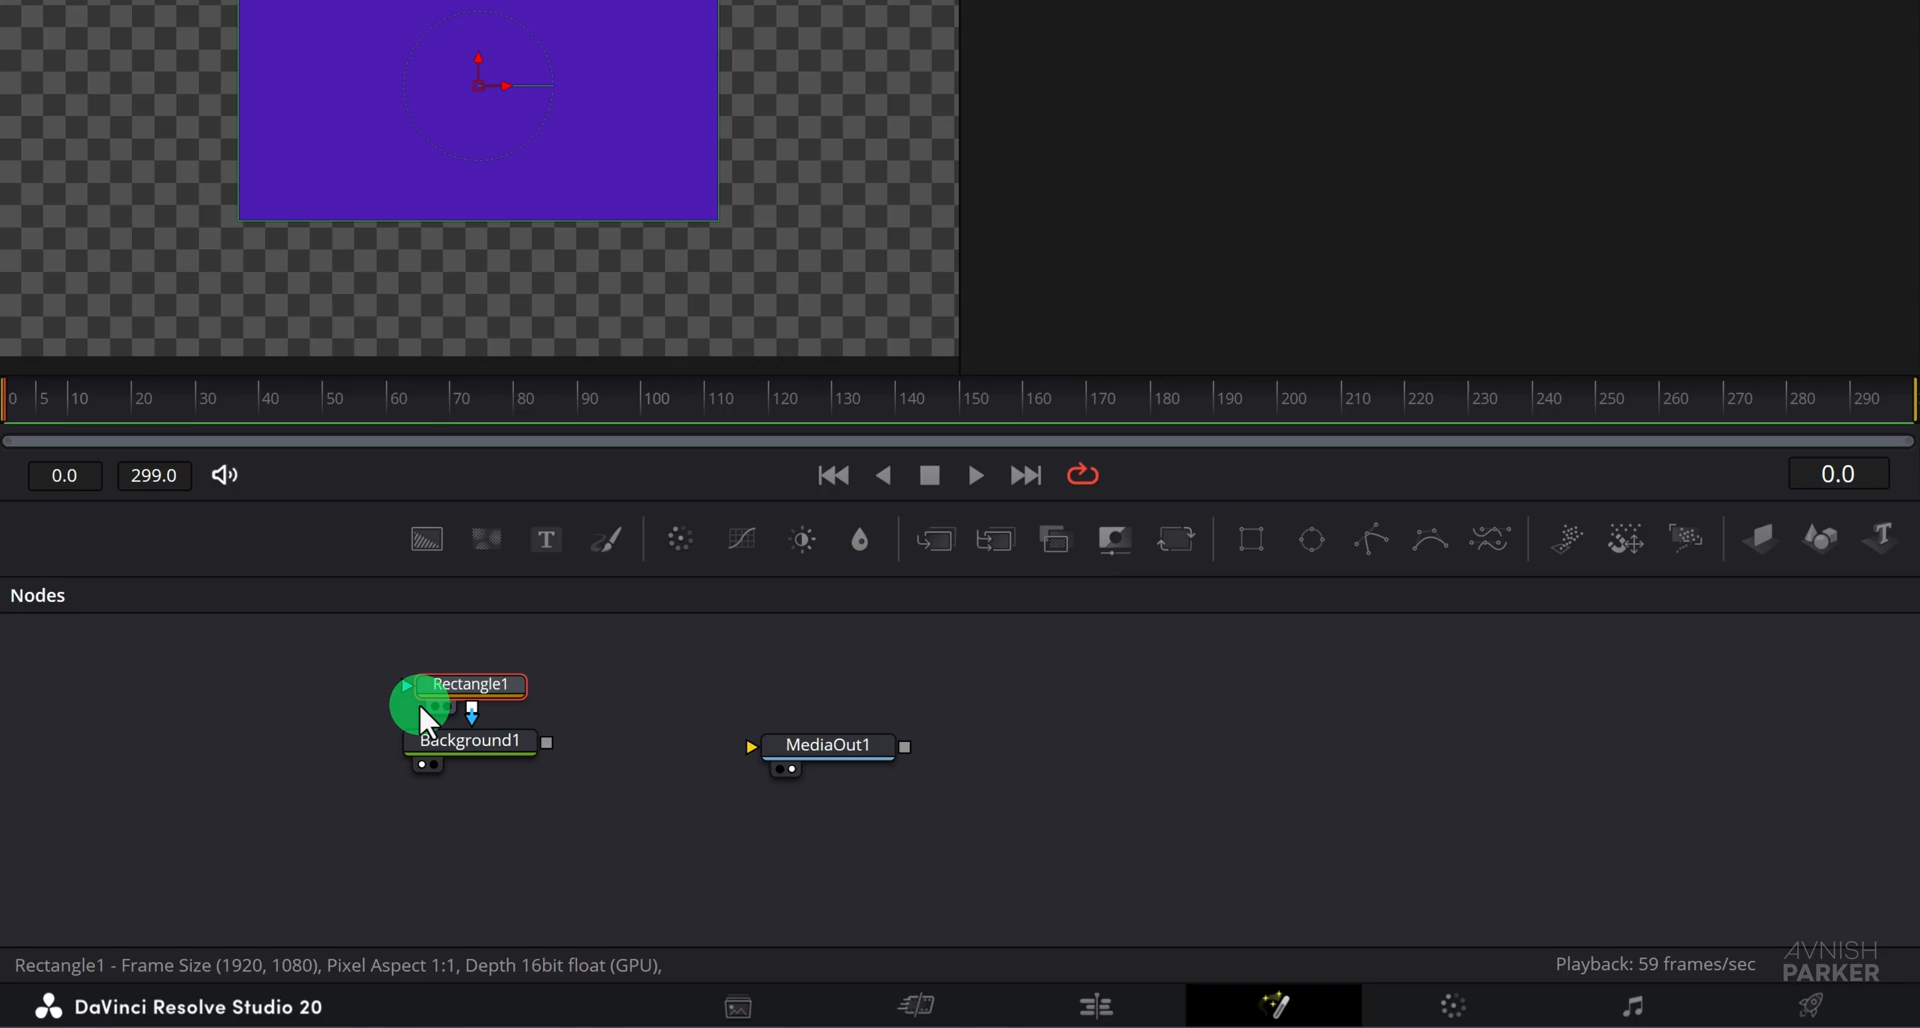 0 5 10 20 30 40 50 60 70 80 90 100 110 120 130 140 150 160 170 180 190 200 210 220 230 240 250 260 270 280 290
0.0 299.0 0.0
T T
Nodes
Rectangle1
Background1 MediaOut1
Rectangle1 - Frame Size (1920, 1080), Pixel Aspect 1:1, Depth 16bit float (GPU),
Playback: 59 frames/sec
AVNISH
PARKER
DaVinci Resolve Studio 20